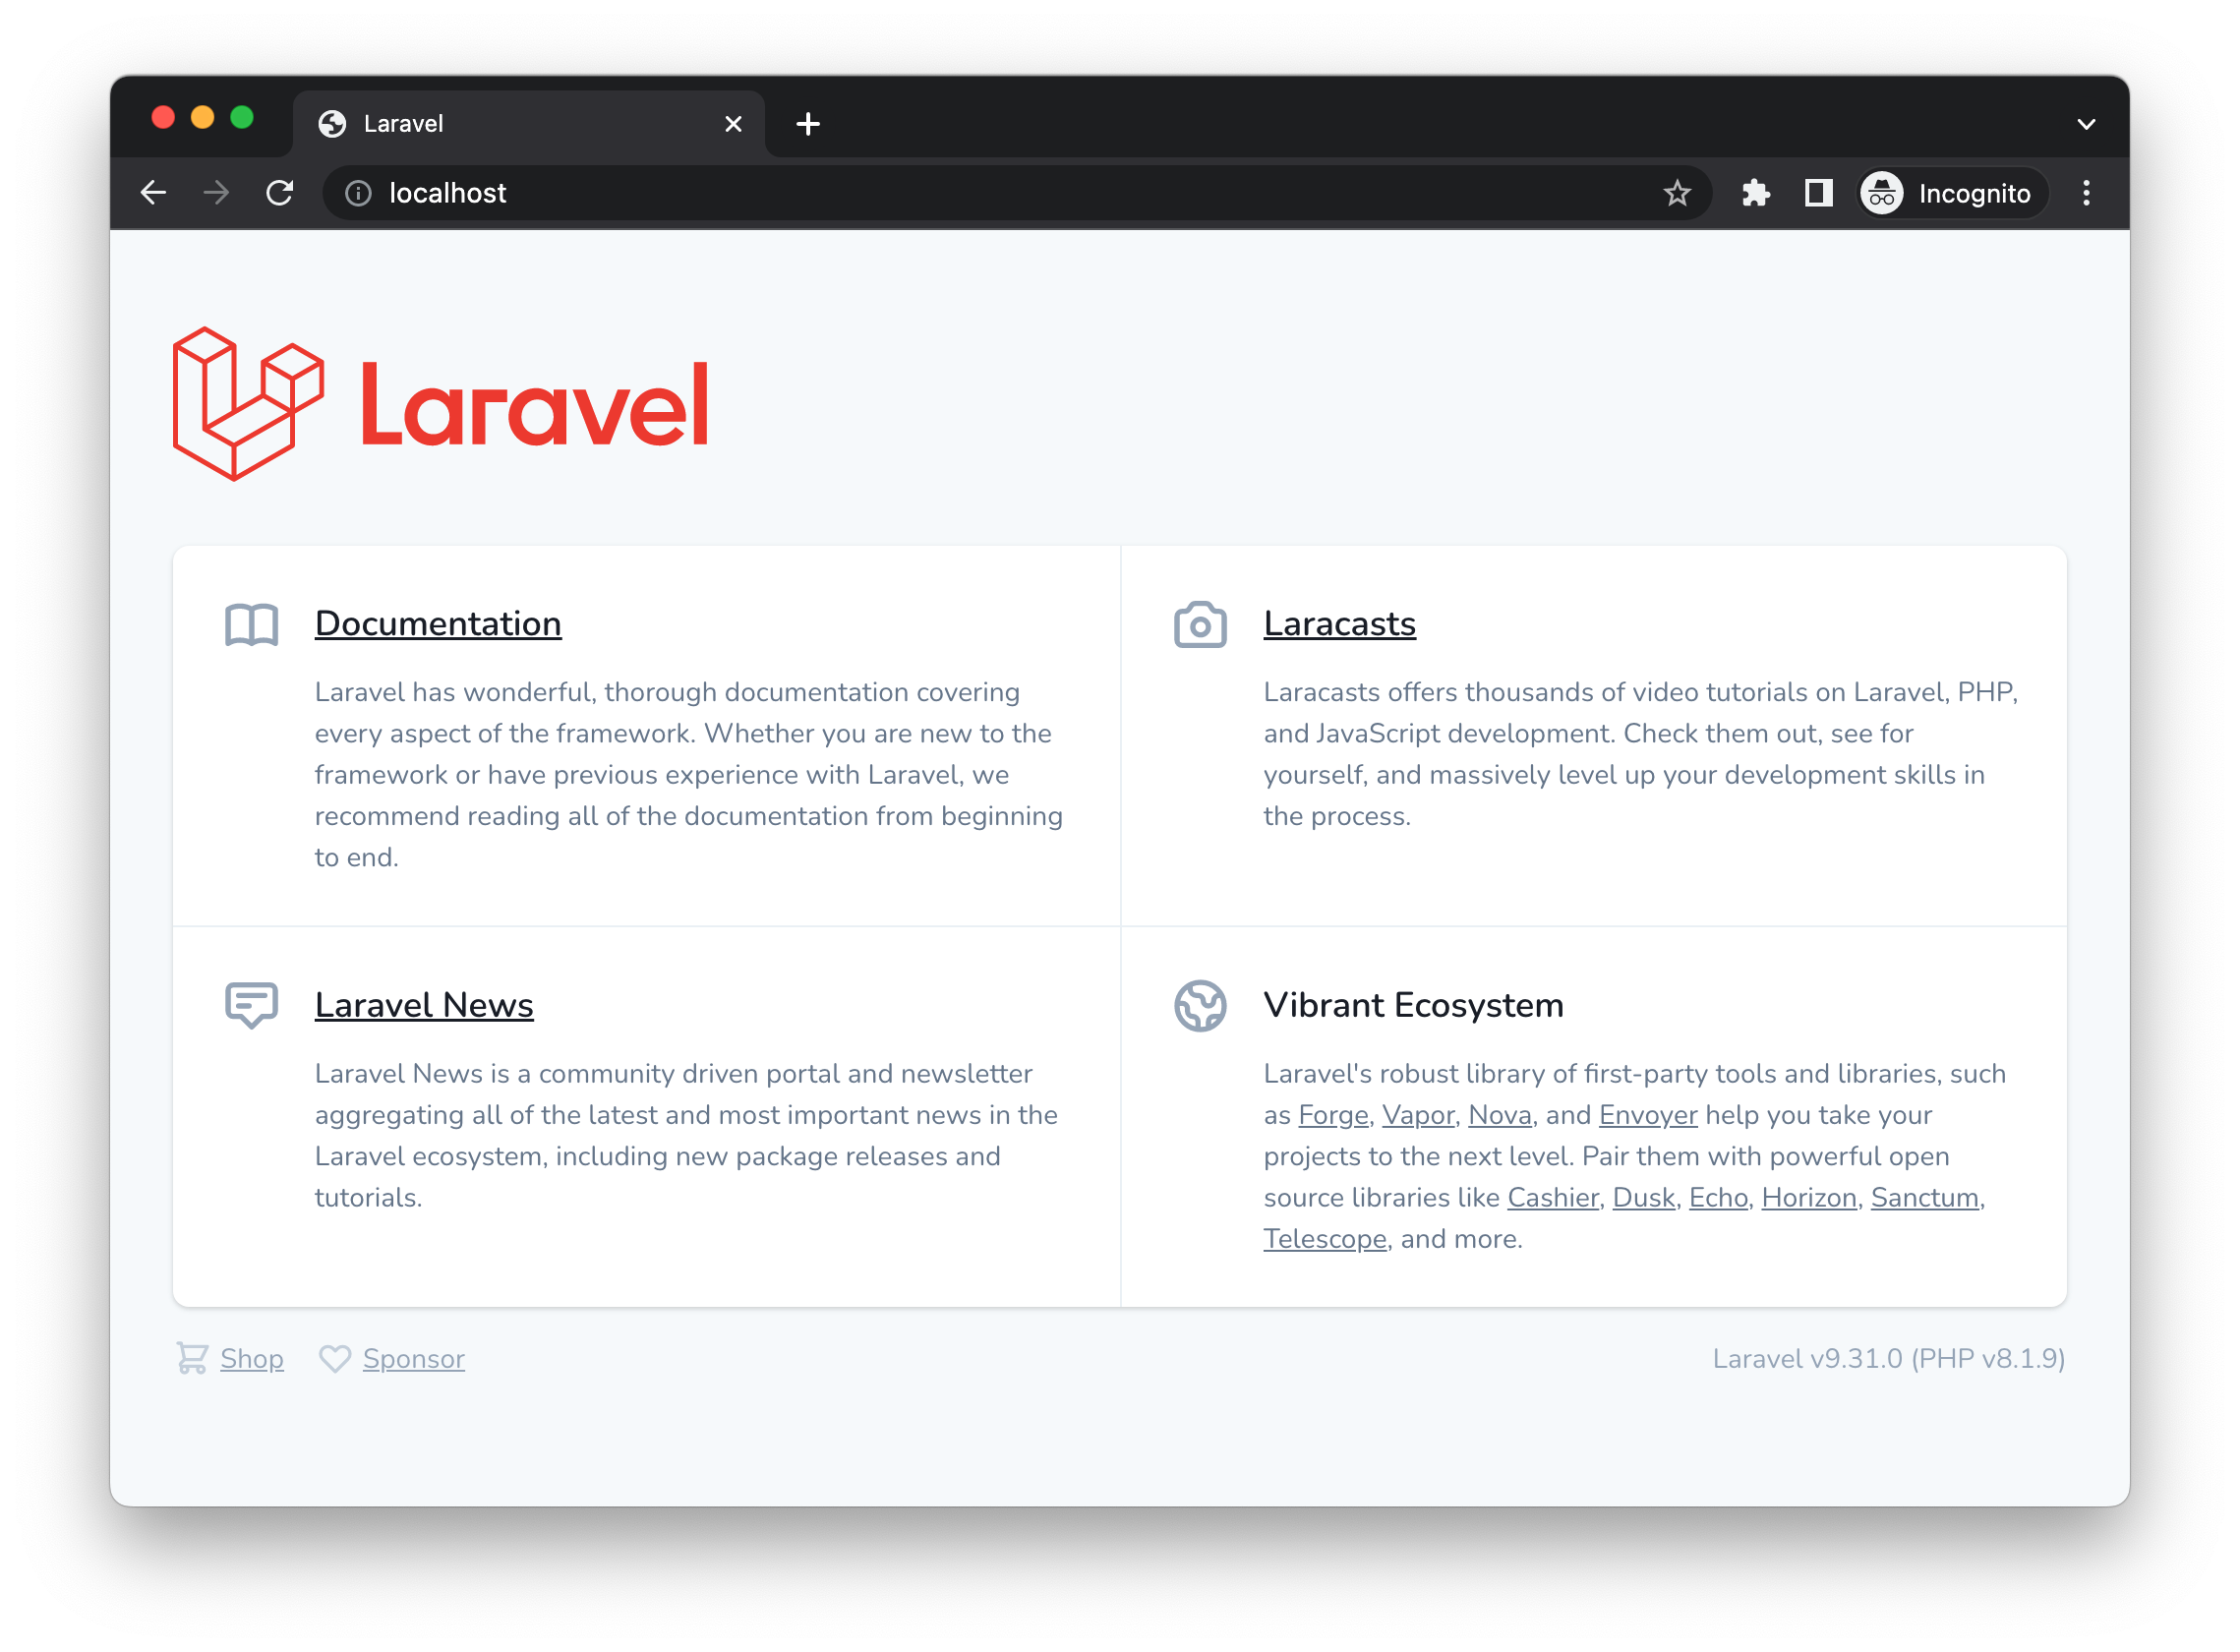 Laravel
localhost
Incognito
Laravel
Documentation
Laravel has wonderful, thorough documentation covering
every aspect of the framework. Whether you are new to the
framework or have previous experience with Laravel, we
recommend reading all of the documentation from beginning
to end.
Laracasts
Laracasts offers thousands of video tutorials on Laravel, PHP,
and JavaScript development. Check them out, see for
yourself, and massively level up your development skills in
the process.
Laravel News
Laravel News is a community driven portal and newsletter
aggregating all of the latest and most important news in the
Laravel ecosystem, including new package releases and
tutorials.
Vibrant Ecosystem
Laravel's robust library of first-party tools and libraries, such
as Forge, Vapor, Nova, and Envoyer help you take your
projects to the next level. Pair them with powerful open
source libraries like Cashier, Dusk, Echo, Horizon, Sanctum,
Telescope, and more.
Shop
Sponsor
Laravel v9.31.0 (PHP v8.1.9)